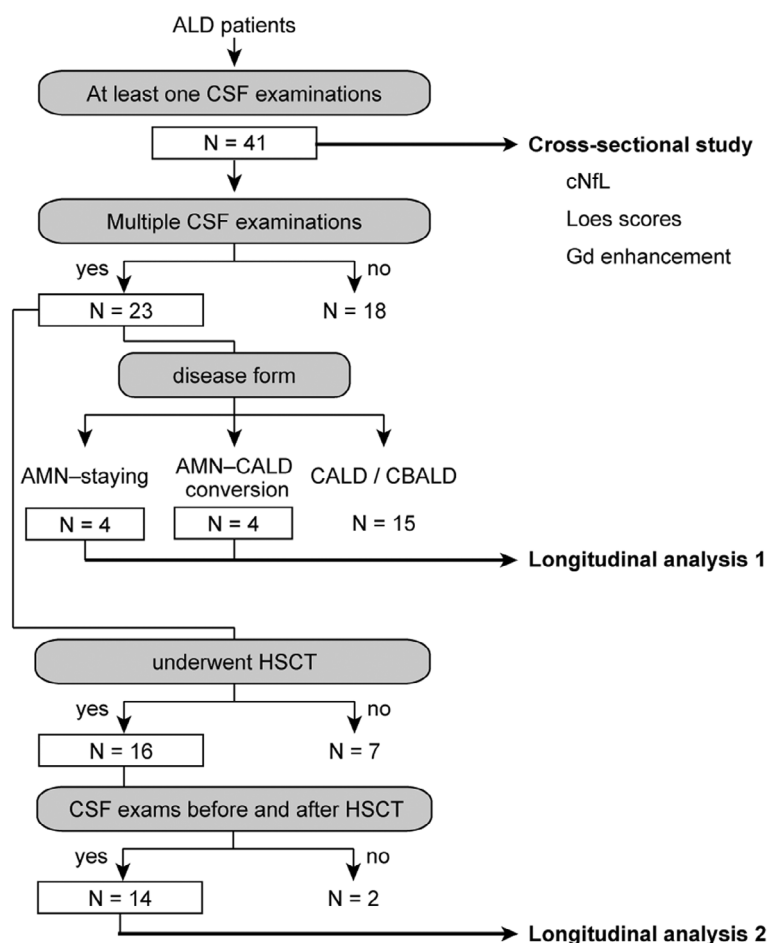 ALD patients
At least one CSF examinations
N = 41
Cross-sectional study
cNfL
Loes scores
Gd enhancement
Multiple CSF examinations
yes
no
N = 23
N = 18
disease form
AMN–staying
AMN–CALD
conversion
CALD / CBALD
N = 4
N = 4
N = 15
Longitudinal analysis 1
underwent HSCT
yes
no
N = 16
N = 7
CSF exams before and after HSCT
yes
no
N = 14
N = 2
Longitudinal analysis 2